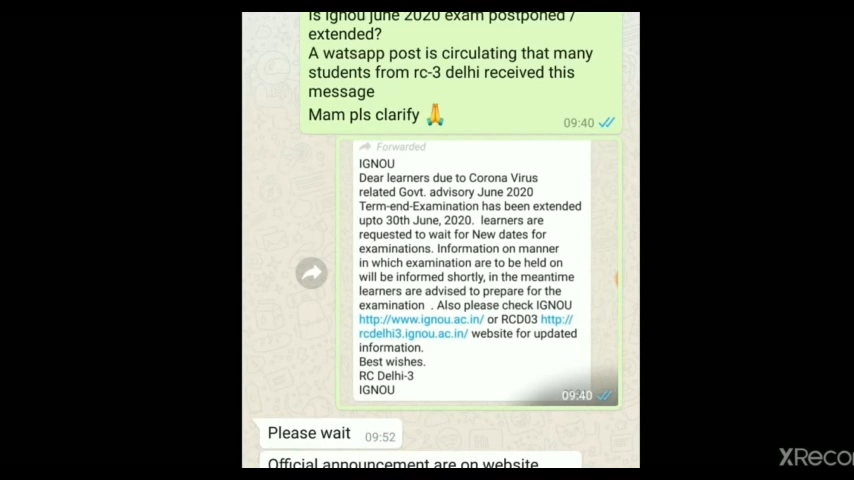 Is Ignou june 2020 exam postponed /
extended?
A watsapp post is circulating that many
students from rc-3 delhi received this
message
Mam pls clarify 🙏
09:40
Forwarded
IGNOU
Dear learners due to Corona Virus
related Govt. advisory June 2020
Term-end-Examination has been extended
upto 30th June, 2020. learners are
requested to wait for New dates for
examinations. Information on manner
in which examination are to be held on
will be informed shortly, in the meantime
learners are advised to prepare for the
examination . Also please check IGNOU
http://www.ignou.ac.in/ or RCD03 http://
rcdelhi3.ignou.ac.in/ website for updated
information.
Best wishes.
RC Delhi-3
IGNOU
09:40
Please wait 09:52
Official announcement are on website
XRecor